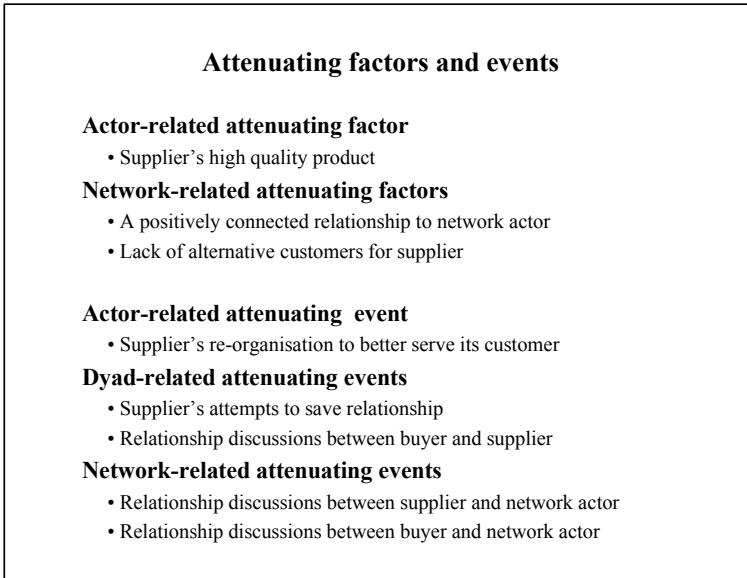 Attenuating factors and events
Actor-related attenuating factor
• Supplier’s high quality product
Network-related attenuating factors
• A positively connected relationship to network actor
• Lack of alternative customers for supplier
Actor-related attenuating event
• Supplier’s re-organisation to better serve its customer
Dyad-related attenuating events
• Supplier’s attempts to save relationship
• Relationship discussions between buyer and supplier
Network-related attenuating events
• Relationship discussions between supplier and network actor
• Relationship discussions between buyer and network actor